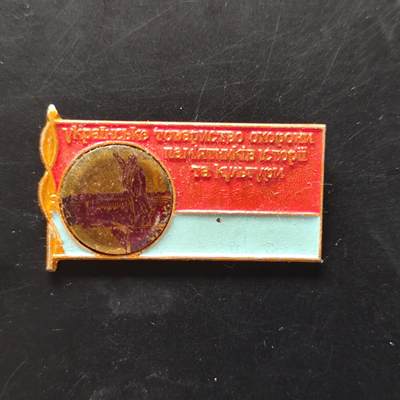 Українське товариство охорони
пам'ятників історії
та культури